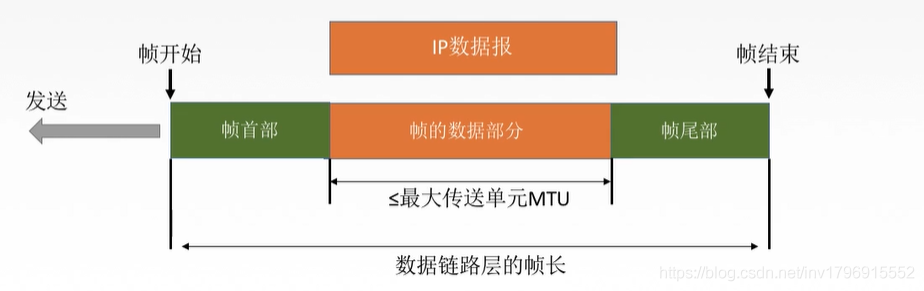 IP数据报
帧开始
帧结束
发送
帧首部
帧的数据部分
帧尾部
≤最大传送单元MTU
数据链路层的帧长
https://blog.csdn.net/inv1796915552